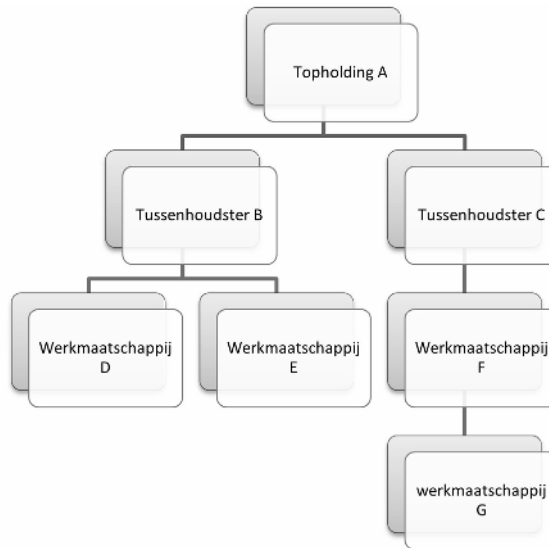 Topholding A
Tussenhoudster B
Tussenhoudster C
Werkmaatschappij
D
Werkmaatschappij
E
Werkmaatschappij
F
werkmaatschappij
G